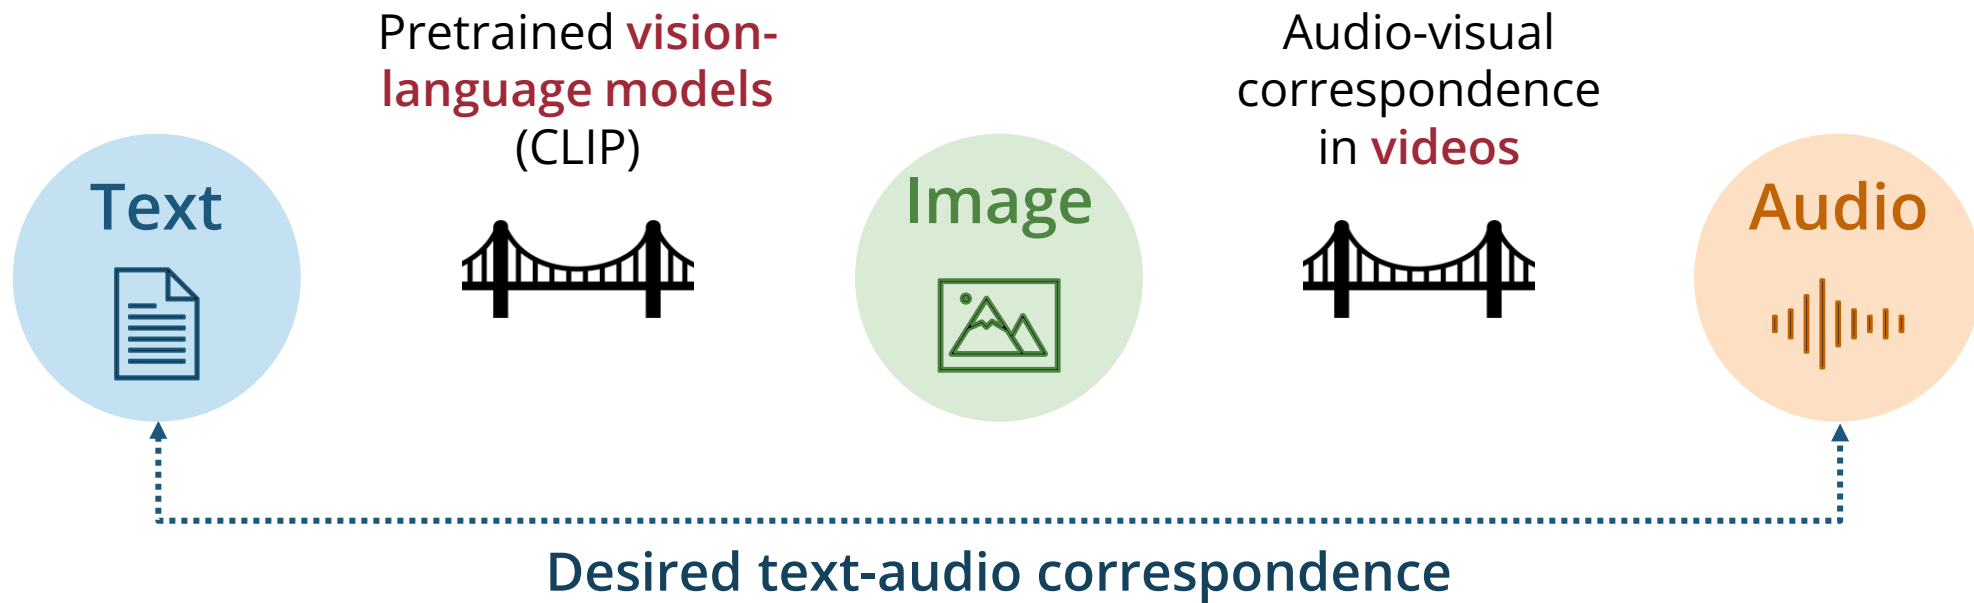 Pretrained vision-
language models
(CLIP)
Audio-visual
correspondence
in videos
Text
Image
Audio
Desired text-audio correspondence